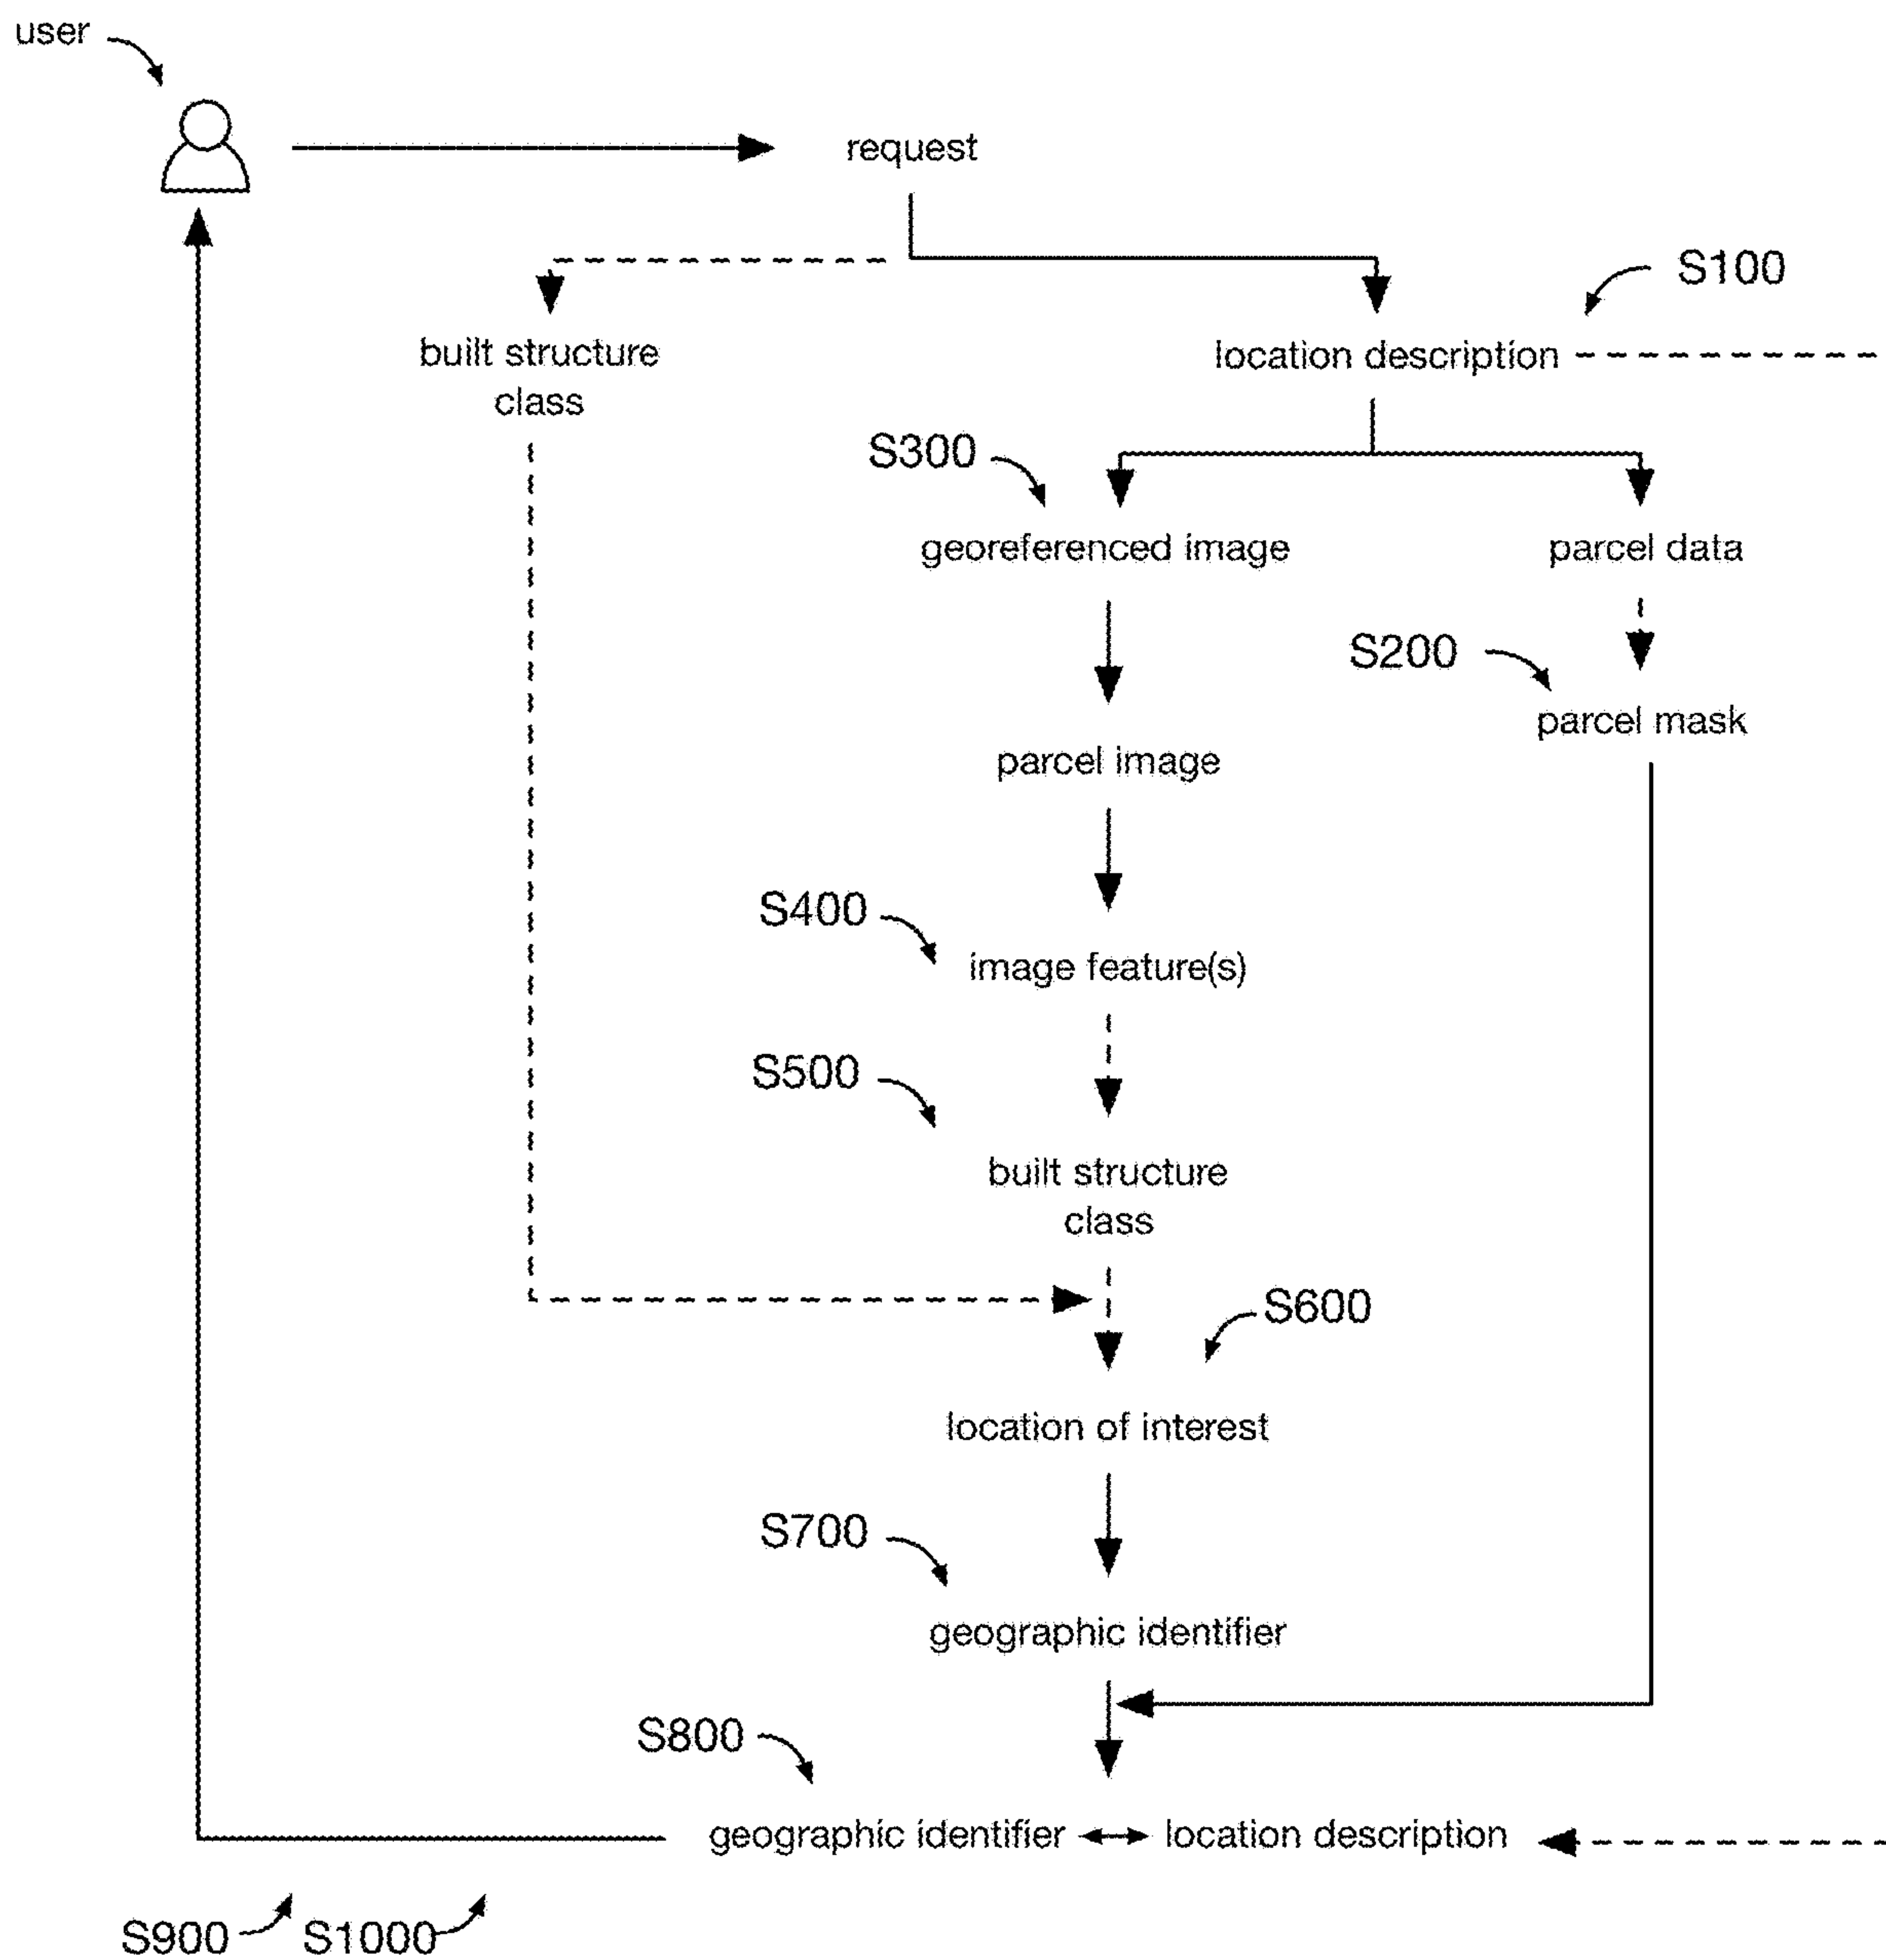 user
request
S100
built structure
class
location description
S300
georeferenced image
parcel data
S200
parcel mask
parcel image
S400
image feature(s)
S500
built structure
class
S600
location of interest
S700
geographic identifier
S800
geographic identifier location description
S900 S1000